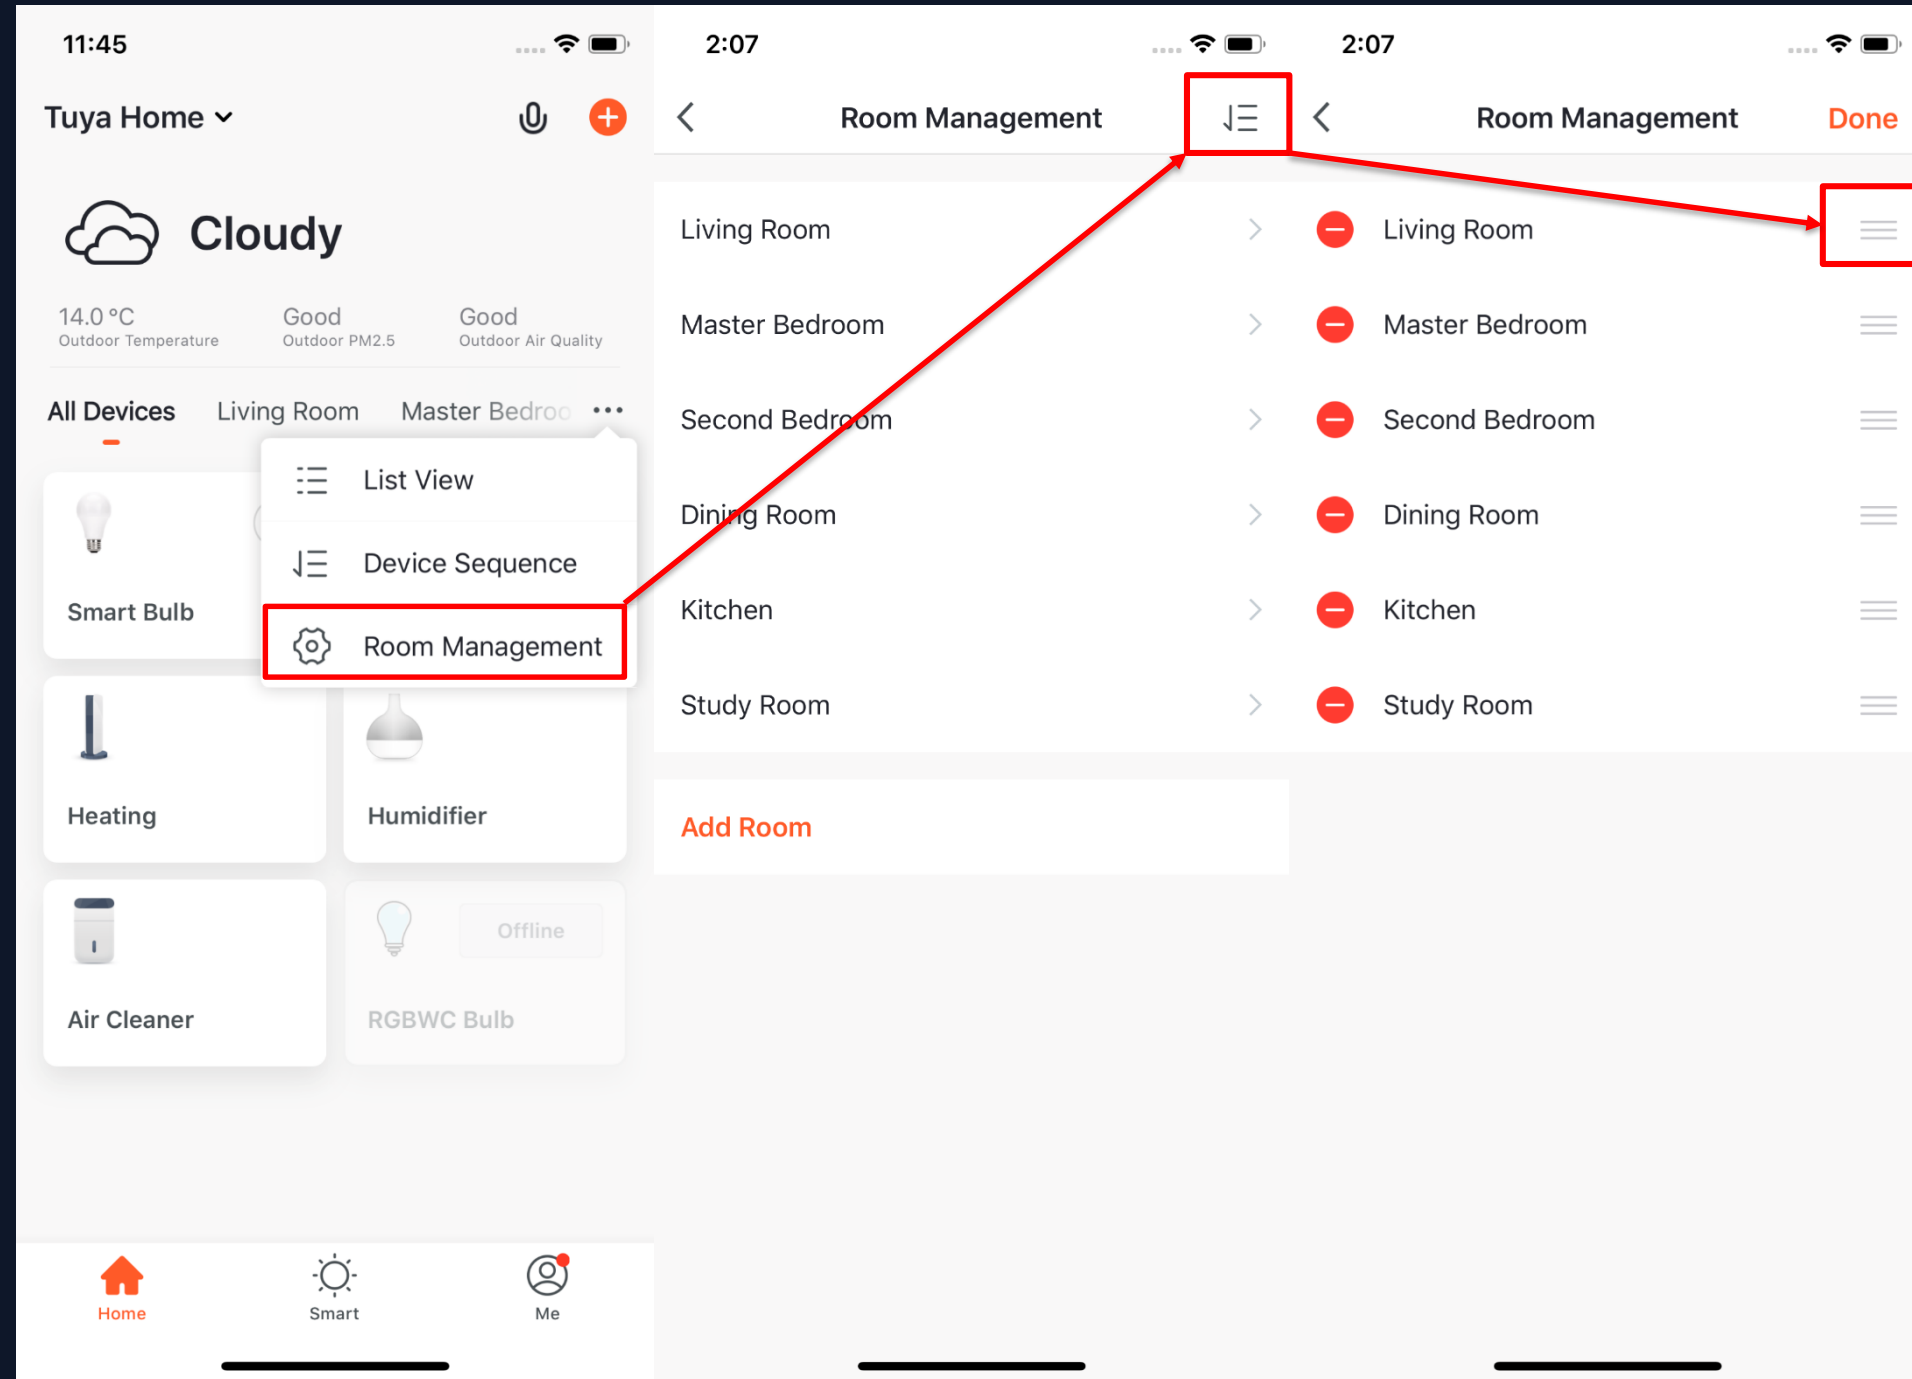 11:45
Tuya Home
Cloudy
14.0 °C
Outdoor Temperature
Good
Outdoor PM2.5
Good
Outdoor Air Quality
All Devices
Living Room
Master Bedroo
List View
Device Sequence
Room Management
Smart Bulb
Heating
Humidifier
Air Cleaner
Offline
RGBWC Bulb
Home
Smart
Me
2:07
Room Management
Living Room
Master Bedroom
Second Bedroom
Dining Room
Kitchen
Study Room
Add Room
2:07
Room Management
Done
Living Room
Master Bedroom
Second Bedroom
Dining Room
Kitchen
Study Room